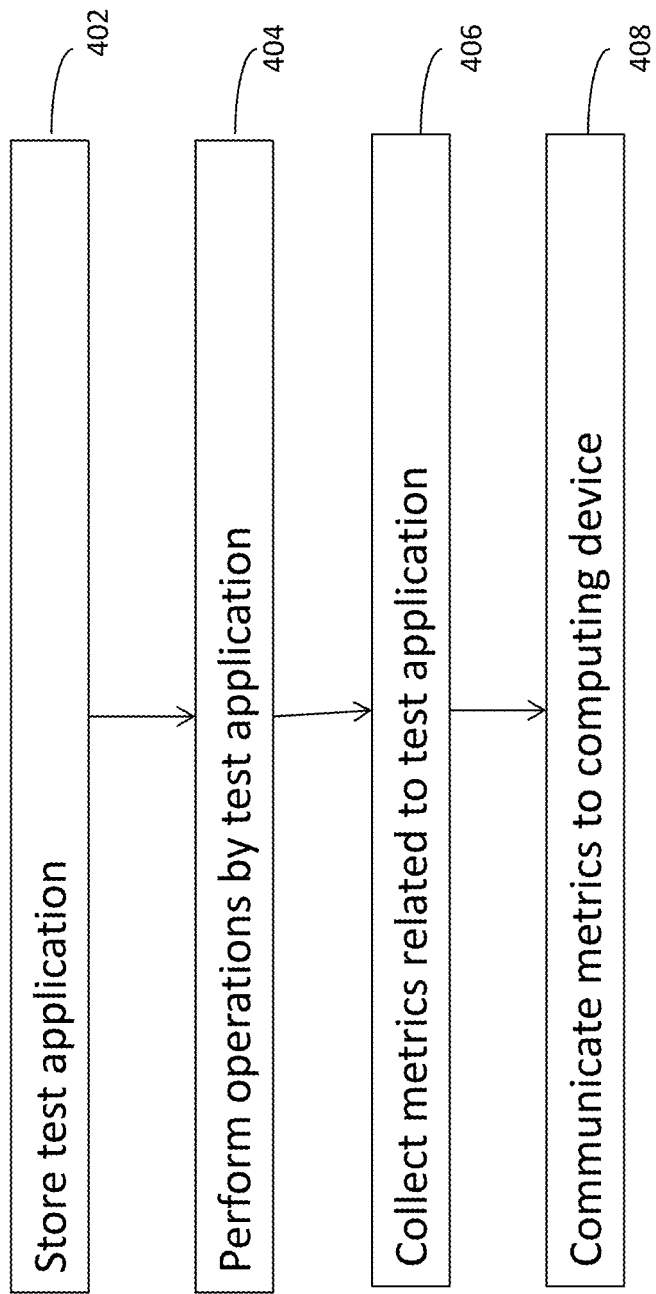 Store test application
402
Perform operations by test application
404
Collect metrics related to test application
406
Communicate metrics to computing device
408